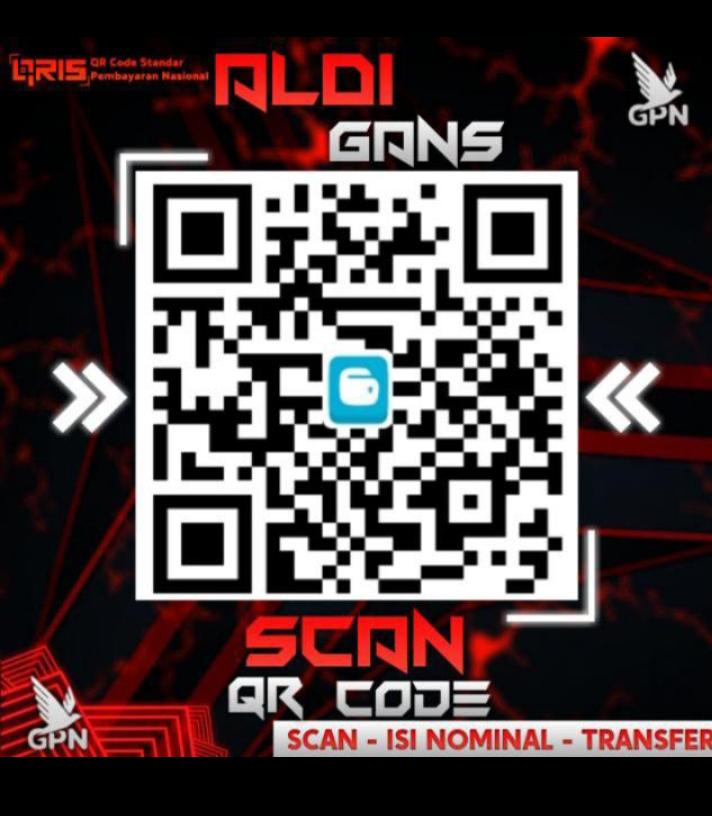 QRIS QR Code Standar
Pembayaran Nasional
ALDI
GANS
GPN
SCAN
QR CODE
GPN
SCAN - ISI NOMINAL - TRANSFER